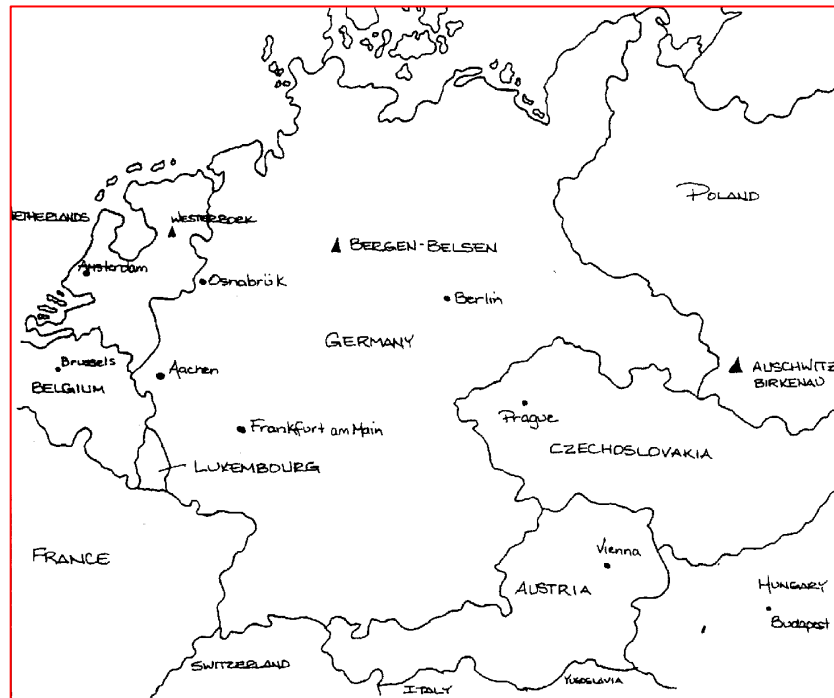 POLAND
NETHERLANDS
WESTERBORK
BERGEN-BELSEN
Amsterdam
Osnabrük
Berlin
GERMANY
Brussels
Aachen
AUSCHWITZ
BIRKENAU
BELGIUM
Prague
Frankfurt am Main
CZECHOSLOVAKIA
LUXEMBOURG
FRANCE
Vienna
AUSTRIA
HUNGARY
Budapest
SWITZERLAND
YUGOSLAVIA
ITALY